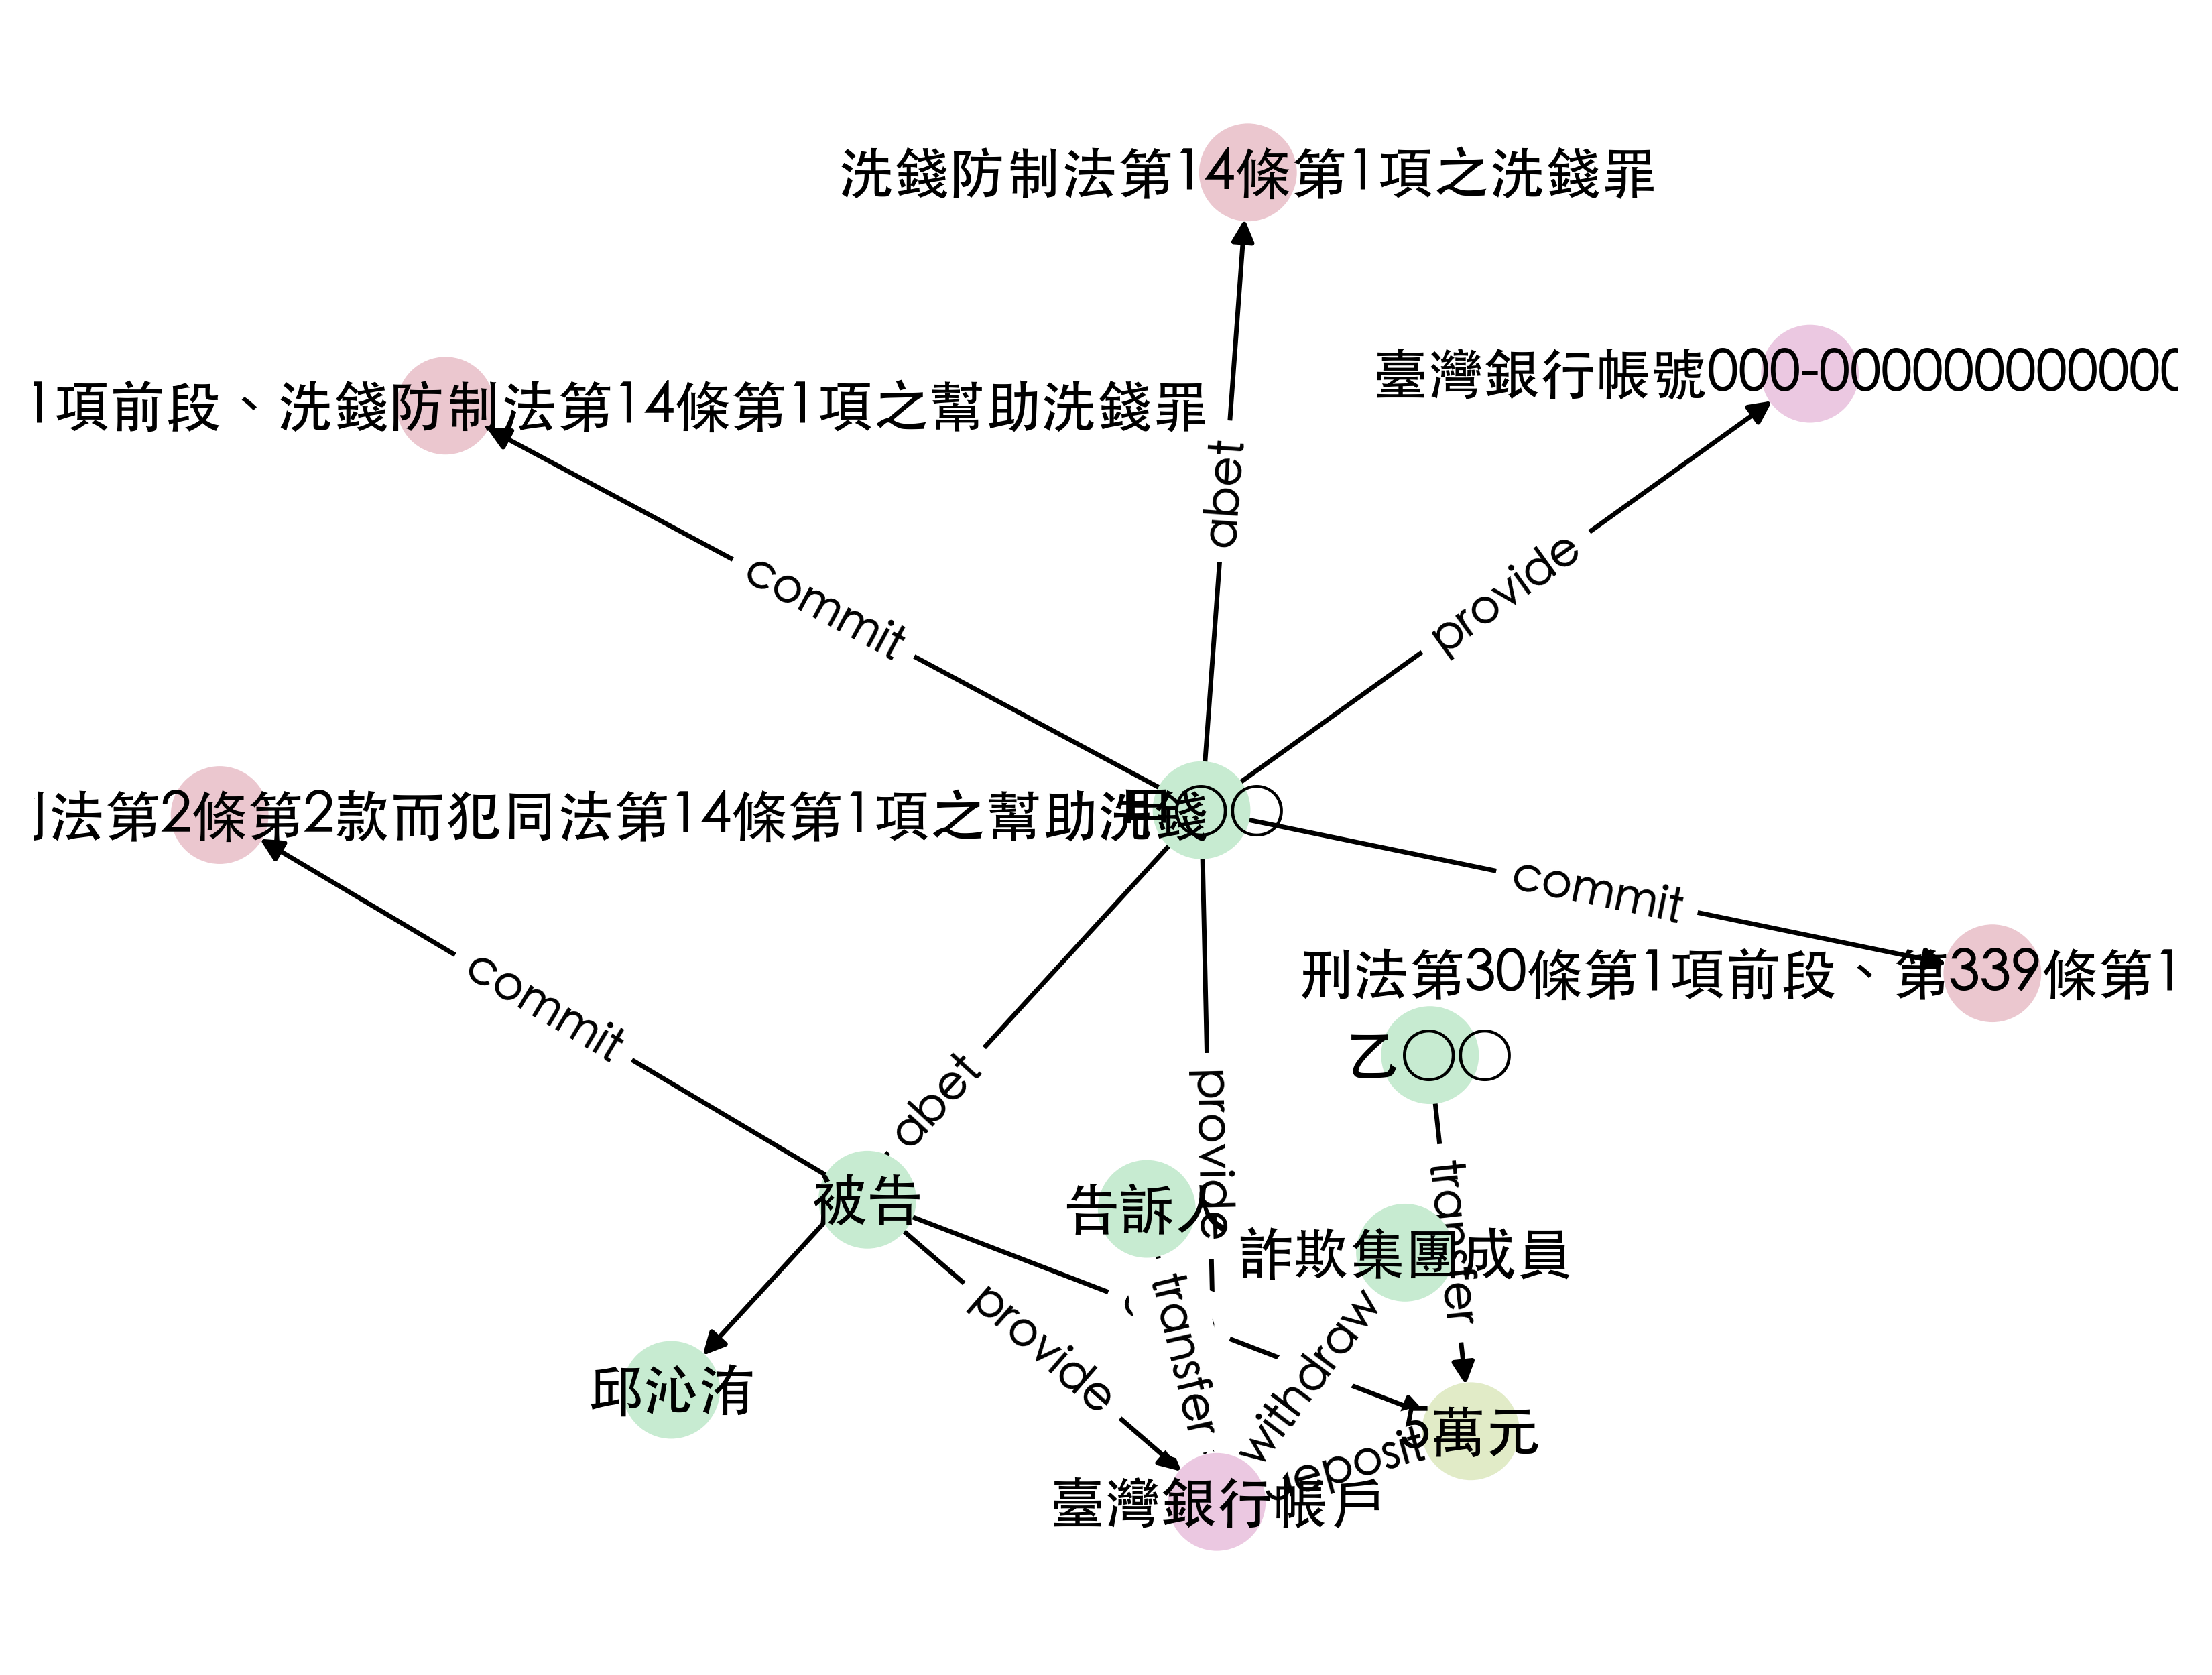 洗錢防制法第14條第1項之洗錢罪
臺灣銀行帳號000-000000000000
1項前段、洗錢防制法第14條第1項之幫助洗錢罪
abet
commit
provide
法第2條第2款而犯同法第14條第1項之幫助洗錢
○○
commit
刑法第30條第1項前段、第339條第1
commit
乙○○
abet
provide
被告
告訴人
transfer
詐欺集團成員
provide
transfer
withdraw
邱沁洧
5萬元
deposit
臺灣銀行帳戶